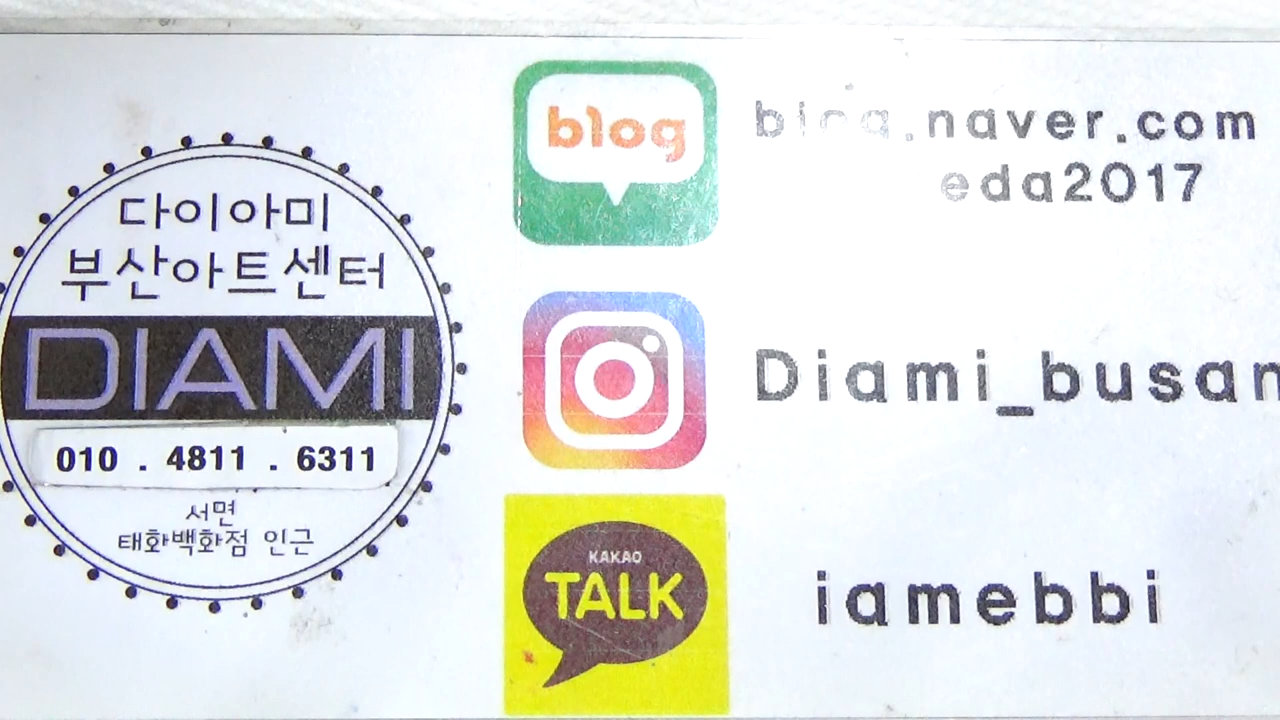 다이아미
부산아트센터
DIAMI
010 . 4811 . 6311
서면
태화백화점 인근
blog
blog.naver.com
eda2017
Diami_busan
KAKAO
TALK
iamebbi